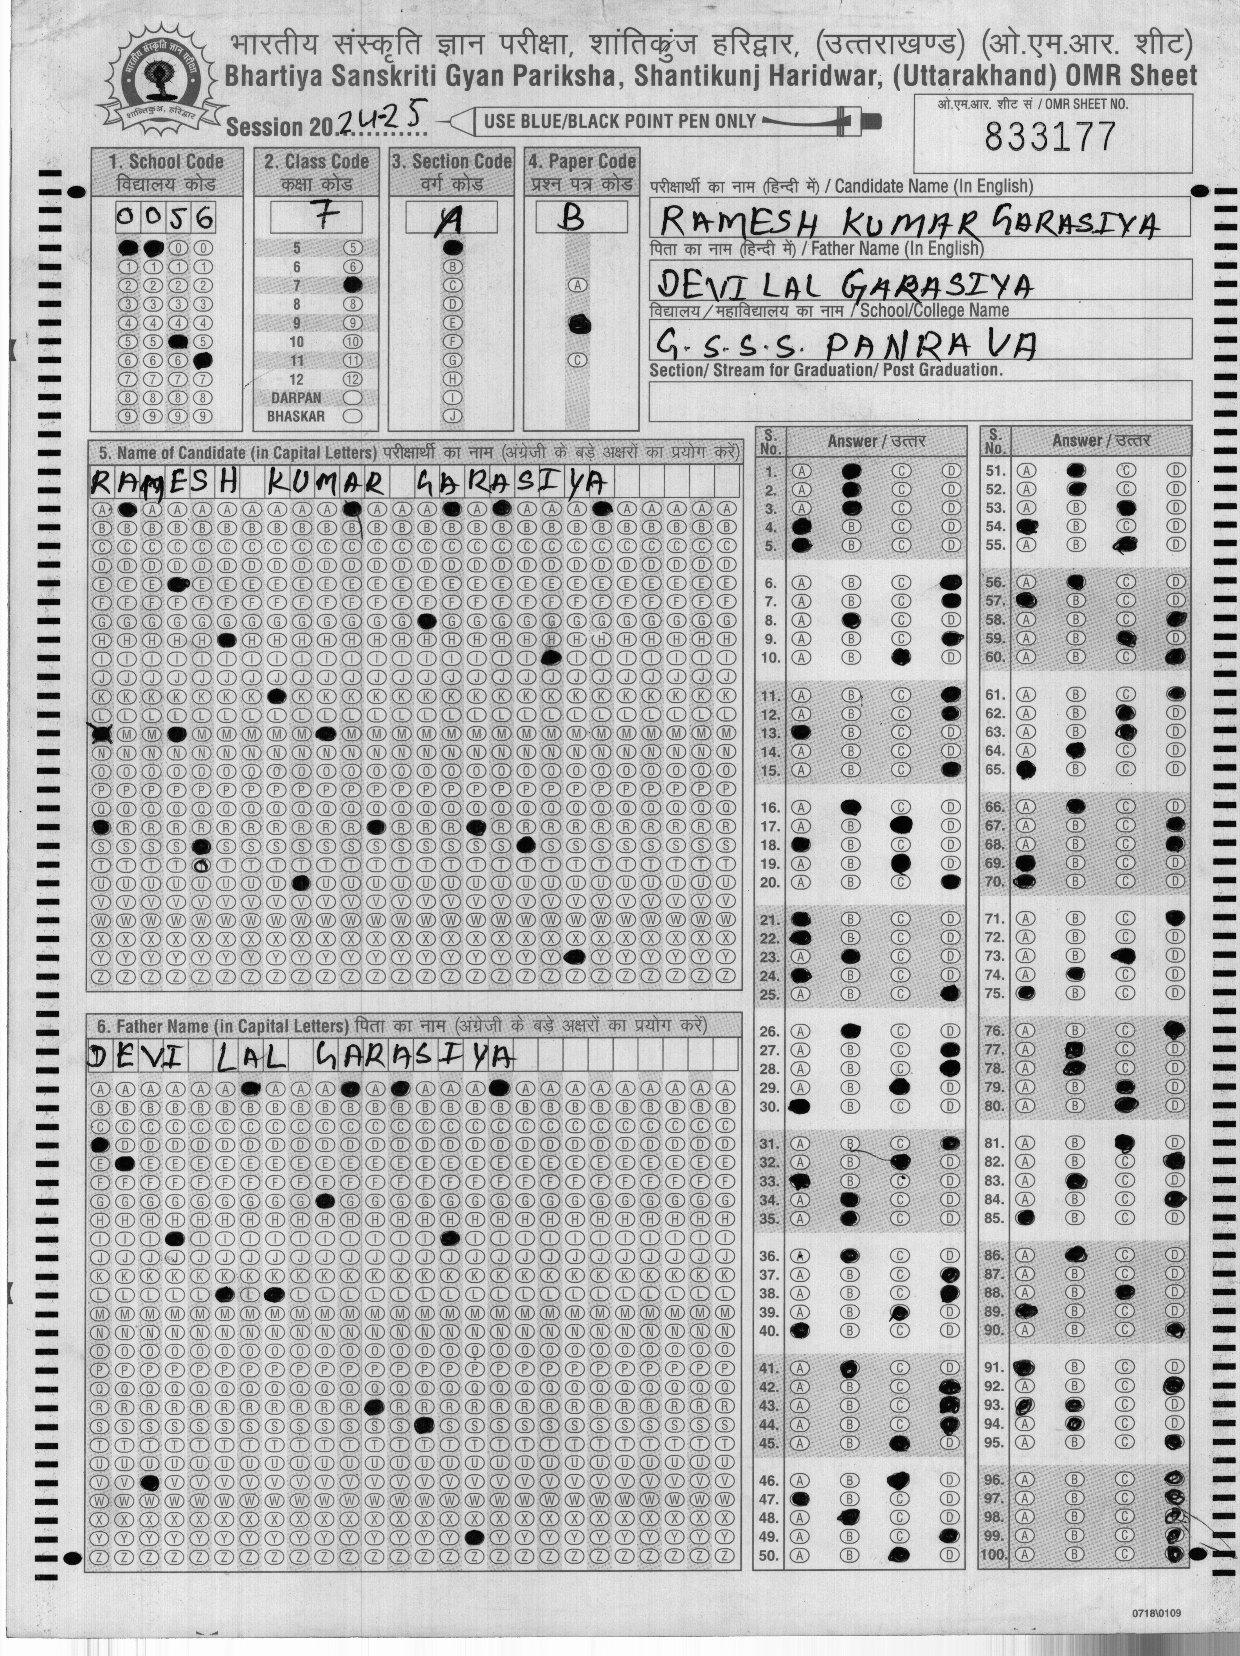 भारतीय संस्कृति ज्ञान परीक्षा, शांतिकुंज हरिद्वार, (उत्तराखण्ड) (ओ.एम.आर. शीट)
Bhartiya Sanskriti Gyan Pariksha, Shantikunj Haridwar, (Uttarakhand) OMR Sheet
Session 20 24-25
USE BLUE/BLACK POINT PEN ONLY
ओ.एम.आर. शीट सं / OMR SHEET NO.
833177
1. School Code
विद्यालय कोड
0056
2. Class Code
कक्षा कोड
7
5 6 7 8 9 10 11 12 DARPAN BHASKAR
3. Section Code
वर्ग कोड
A
4. Paper Code
प्रश्न पत्र कोड
B
परीक्षार्थी का नाम (हिन्दी में) / Candidate Name (In English)
RAMESH KUMAR GARASIYA
पिता का नाम (हिन्दी में) / Father Name (In English)
DEVI LAL GARASIYA
विद्यालय / महाविद्यालय का नाम / School/College Name
G.S.S.S. PANRAVA
Section/ Stream for Graduation/ Post Graduation.
5. Name of Candidate (in Capital Letters) परीक्षार्थी का नाम (अंग्रेजी के बड़े अक्षरों का प्रयोग करें)
RAMESH KUMAR GARASIYA
6. Father Name (in Capital Letters) पिता का नाम (अंग्रेजी के बड़े अक्षरों का प्रयोग करें)
DEVI LAL GARASIYA
S. No. Answer / उत्तर
S. No. Answer / उत्तर
0718\0109